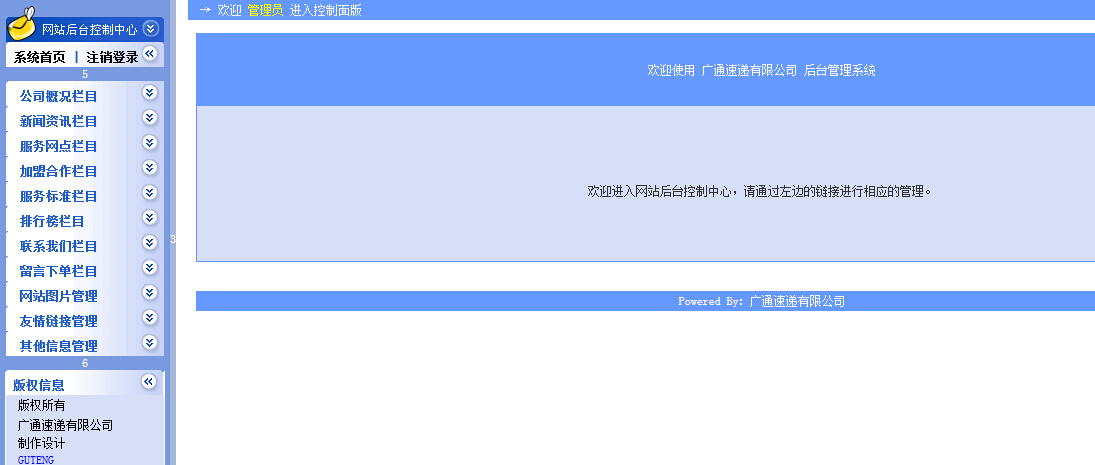 网站后台控制中心
系统首页 | 注销登录
5
公司概况栏目
新闻资讯栏目
服务网点栏目
加盟合作栏目
服务标准栏目
排行榜栏目
联系我们栏目
留言下单栏目
网站图片管理
友情链接管理
其他信息管理
6
版权信息
版权所有
广通速递有限公司
制作设计
GUTENG
3
→ 欢迎 管理员 进入控制面版
欢迎使用 广通速递有限公司 后台管理系统
欢迎进入网站后台控制中心，请通过左边的链接进行相应的管理。
Powered By: 广通速递有限公司